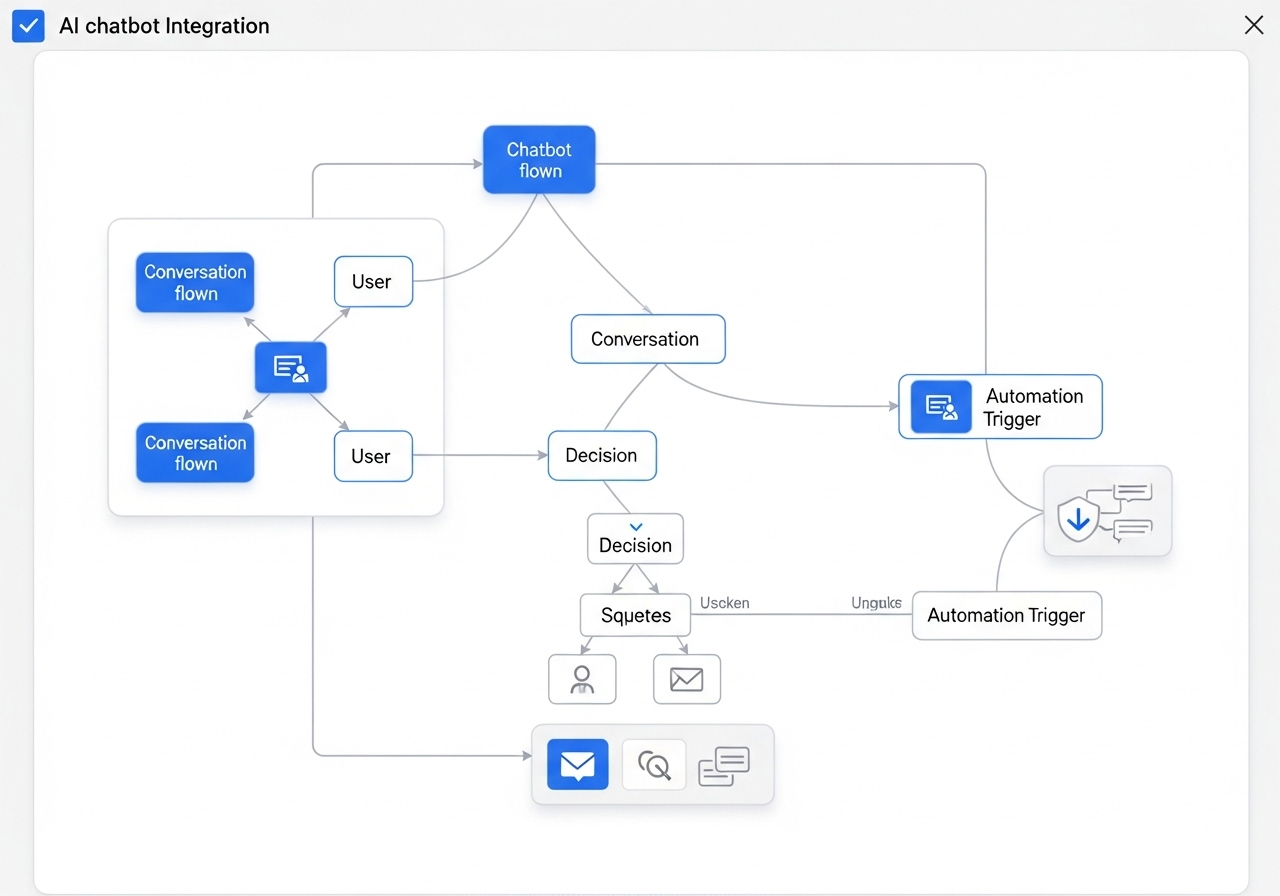 AI chatbot Integration
Chatbot
flown
Conversation
flown
User
Conversation
Automation
Trigger
Conversation
flown
User
Decision
Decision
Squetes
Uscken
Unguks
Automation Trigger